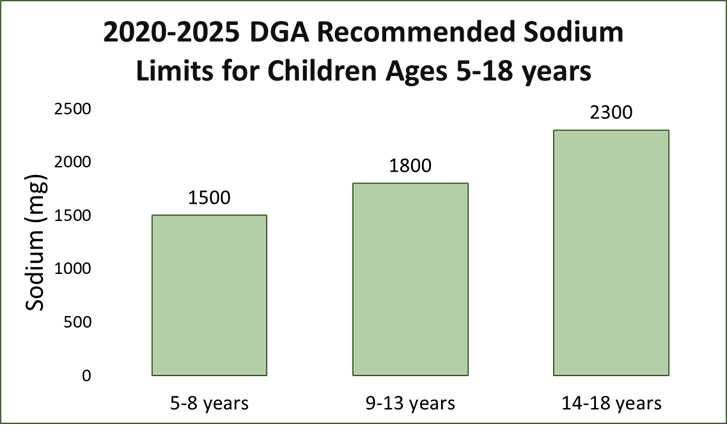 2020-2025 DGA Recommended Sodium
Limits for Children Ages 5-18 years
Sodium (mg)
2500
2000
1500
1000
500
0
1500
1800
2300
5-8 years
9-13 years
14-18 years